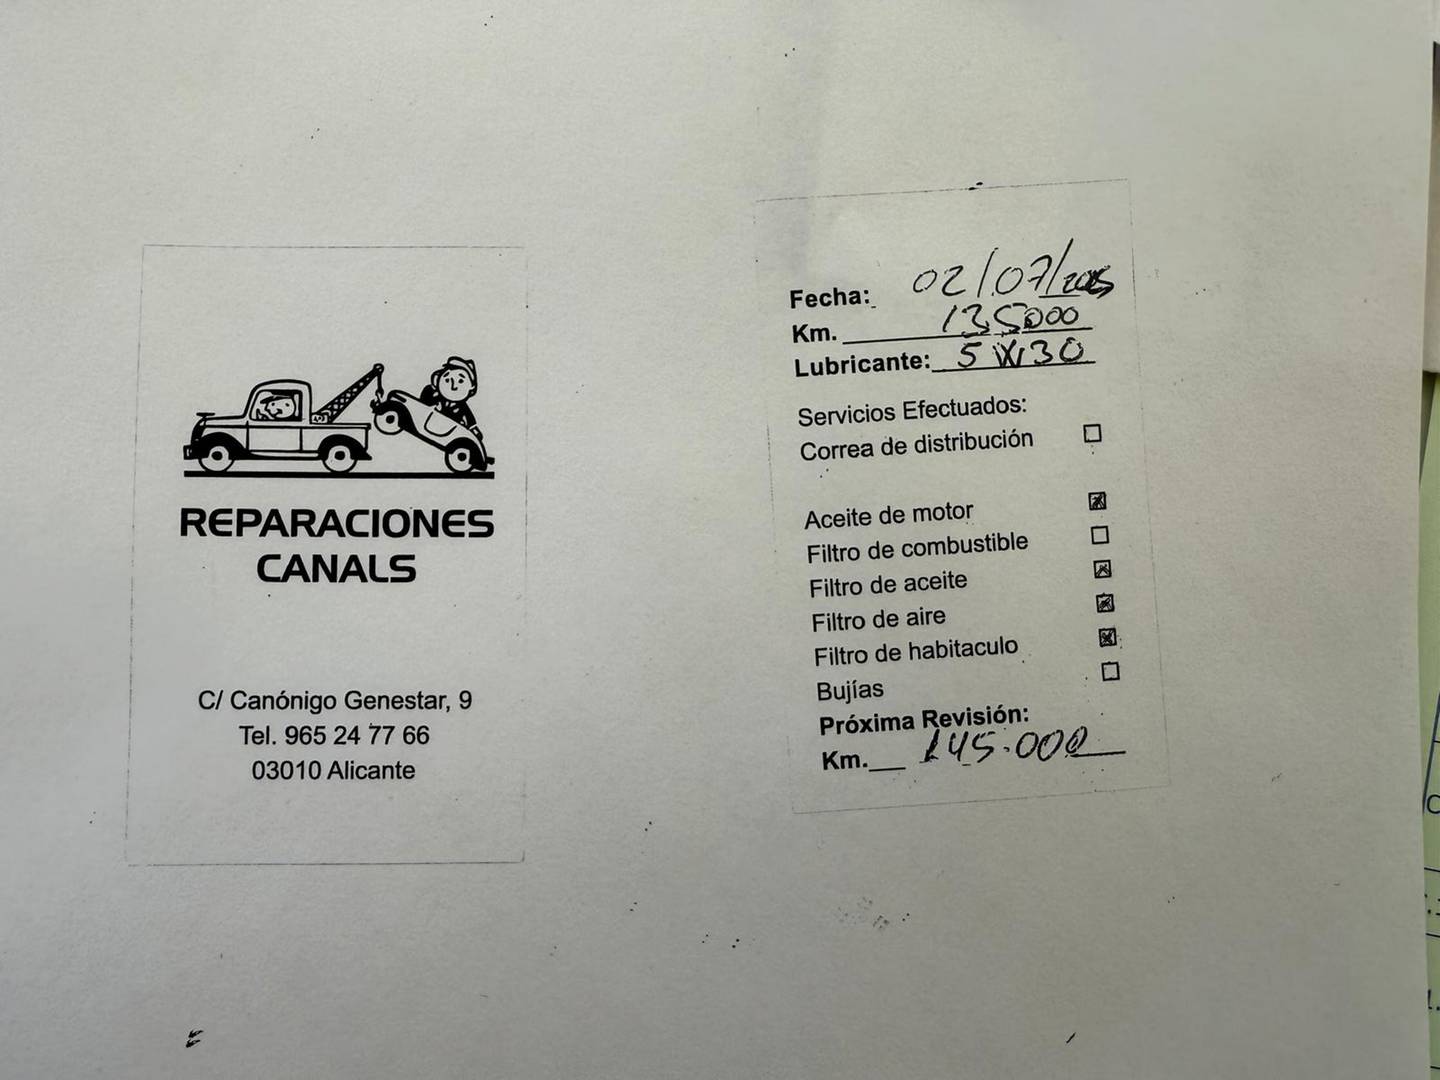 REPARACIONES
CANALS
C/ Canónigo Genestar, 9
Tel. 965 24 77 66
03010 Alicante
Fecha: 02/07/2025
Km. 135000
Lubricante: 5W30
Servicios Efectuados:
Correa de distribución
Aceite de motor
Filtro de combustible
Filtro de aceite
Filtro de aire
Filtro de habitaculo
Bujías
Próxima Revisión:
Km. 145.000